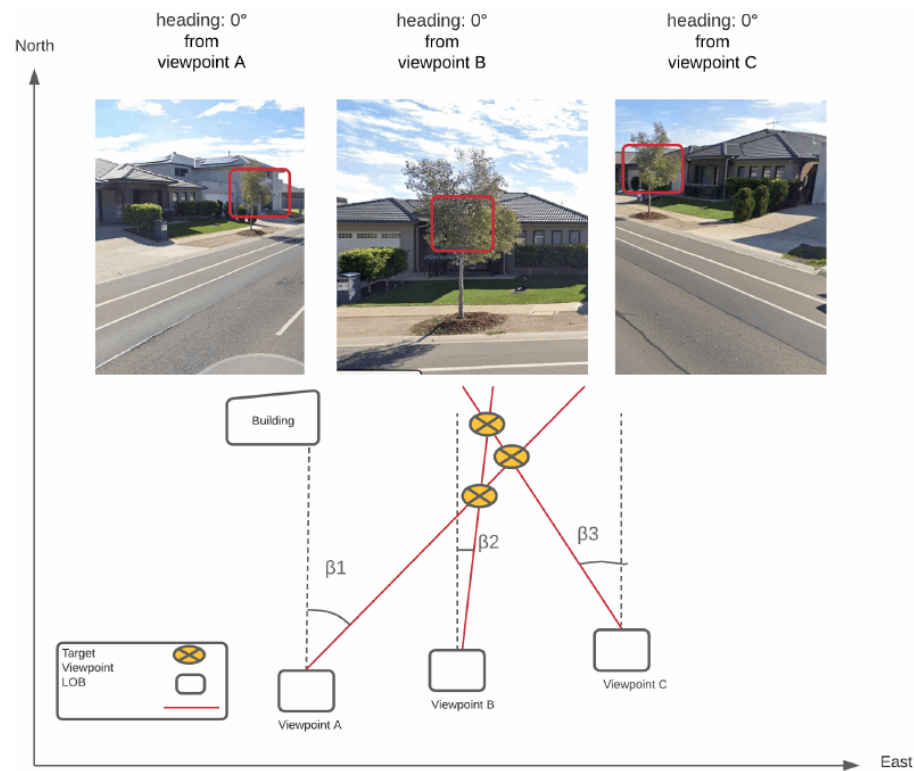 heading: 0°
from
viewpoint A
heading: 0°
from
viewpoint B
heading: 0°
from
viewpoint C
North
Building
β1
β2
β3
Target
Viewpoint
LOB
Viewpoint A
Viewpoint B
Viewpoint C
East